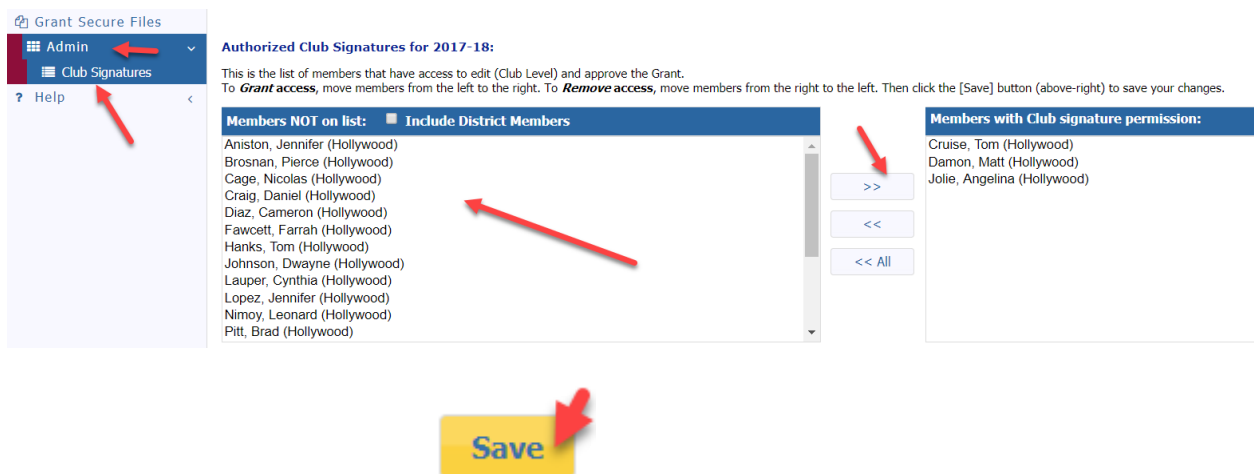 Grant Secure Files
Admin
Club Signatures
? Help
Authorized Club Signatures for 2017-18:
This is the list of members that have access to edit (Club Level) and approve the Grant.
To Grant access, move members from the left to the right. To Remove access, move members from the right to the left. Then click the [Save] button (above-right) to save your changes.
Members NOT on list: Include District Members
Aniston, Jennifer (Hollywood)
Brosnan, Pierce (Hollywood)
Cage, Nicolas (Hollywood)
Craig, Daniel (Hollywood)
Diaz, Cameron (Hollywood)
Fawcett, Farrah (Hollywood)
Hanks, Tom (Hollywood)
Johnson, Dwayne (Hollywood)
Lauper, Cynthia (Hollywood)
Lopez, Jennifer (Hollywood)
Nimoy, Leonard (Hollywood)
Pitt, Brad (Hollywood)
>>
<<
<< All
Members with Club signature permission:
Cruise, Tom (Hollywood)
Damon, Matt (Hollywood)
Jolie, Angelina (Hollywood)
Save